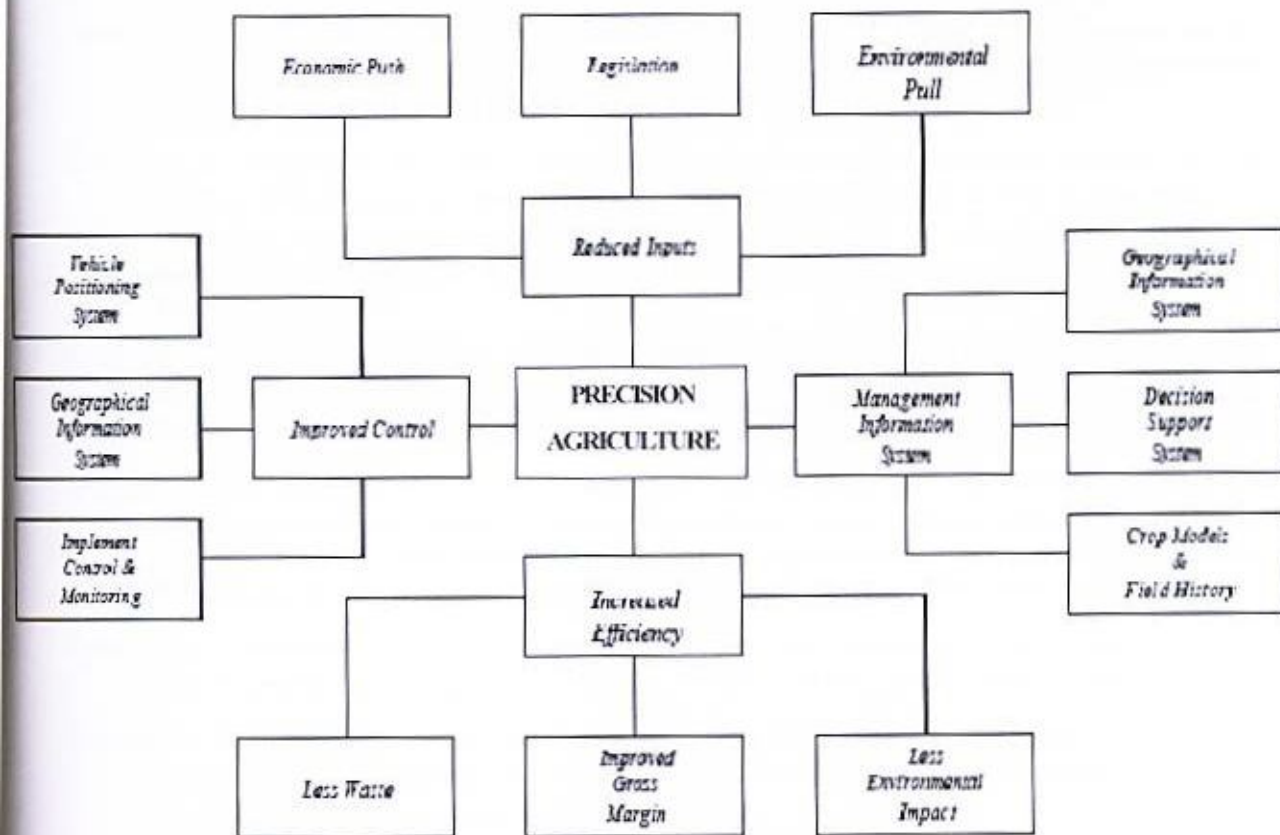 Economic Push
Legislation
Environmental
Pull
Reduced Inputs
Vehicle
Positioning
System
Geographical
Information
System
Geographical
Information
System
Improved Control
PRECISION
AGRICULTURE
Management
Information
System
Decision
Support
System
Implement
Control &
Monitoring
Crop Models
&
Field History
Increased
Efficiency
Less Waste
Improved
Gross
Margin
Less
Environmental
Impact